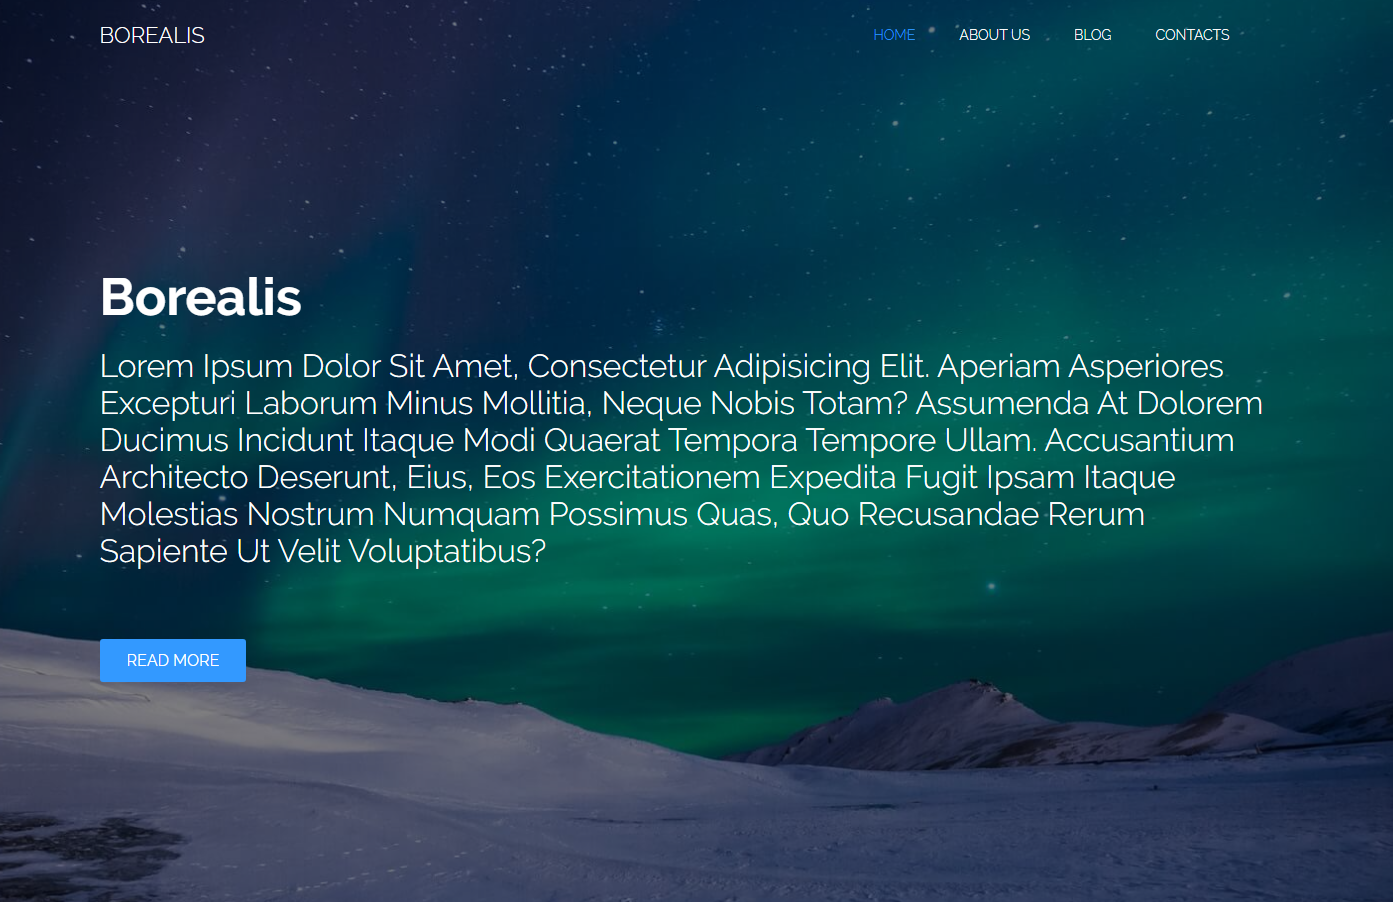 BOREALIS
HOME ABOUT US BLOG CONTACTS
Borealis
Lorem Ipsum Dolor Sit Amet, Consectetur Adipisicing Elit. Aperiam Asperiores
Excepturi Laborum Minus Mollitia, Neque Nobis Totam? Assumenda At Dolorem
Ducimus Incidunt Itaque Modi Quaerat Tempora Tempore Ullam. Accusantium
Architecto Deserunt, Eius, Eos Exercitationem Expedita Fugit Ipsam Itaque
Molestias Nostrum Numquam Possimus Quas, Quo Recusandae Rerum
Sapiente Ut Velit Voluptatibus?
READ MORE